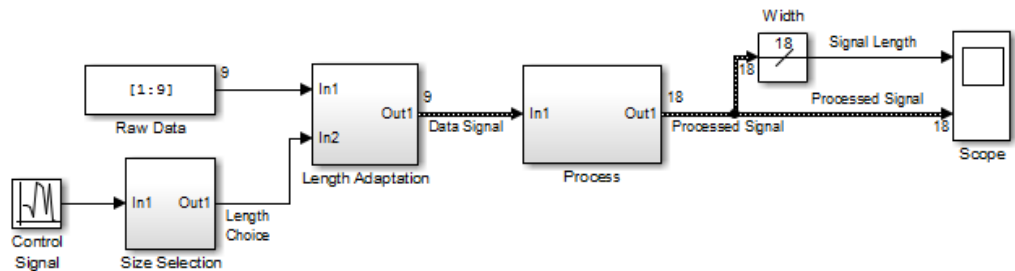 Width
18
Signal Length
18
9
[1:9]
Raw Data
In1
In2
Out1
Length Adaptation
9
Data Signal
In1
Out1
Process
18
Processed Signal
Processed Signal
18
Scope
Control
Signal
In1
Out1
Size Selection
Length
Choice